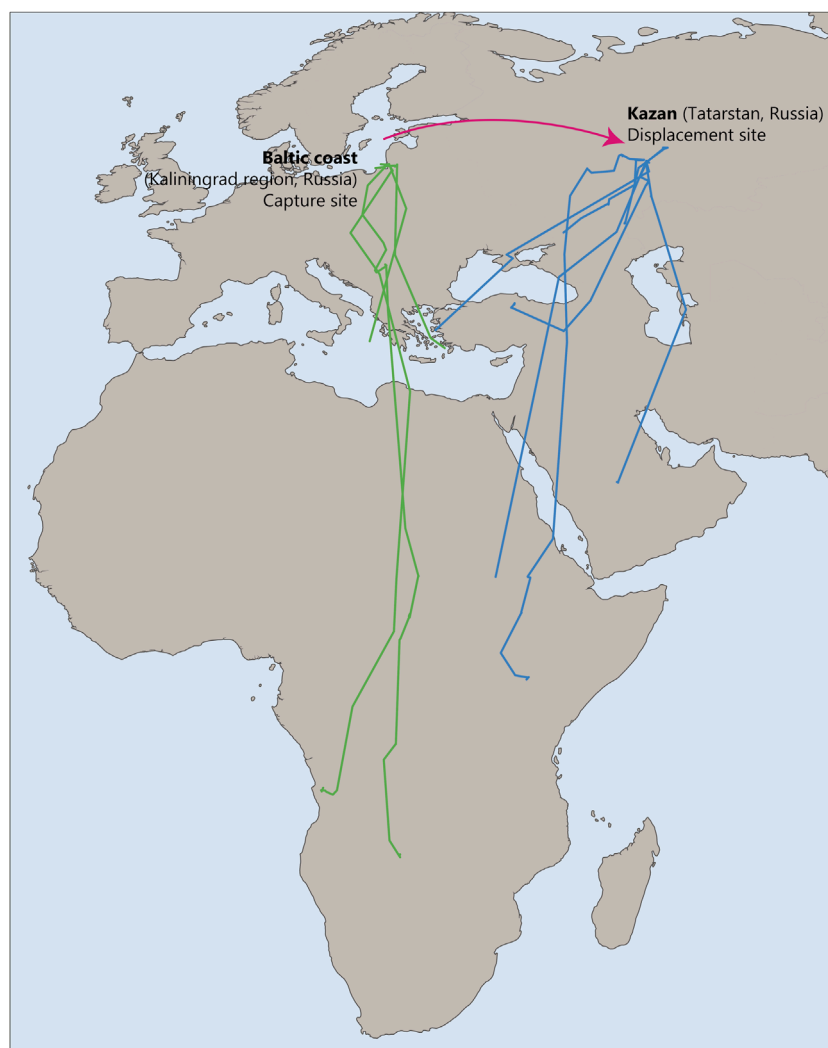 Kazan (Tatarstan, Russia)
Displacement site
Baltic coast
(Kaliningrad region, Russia)
Capture site